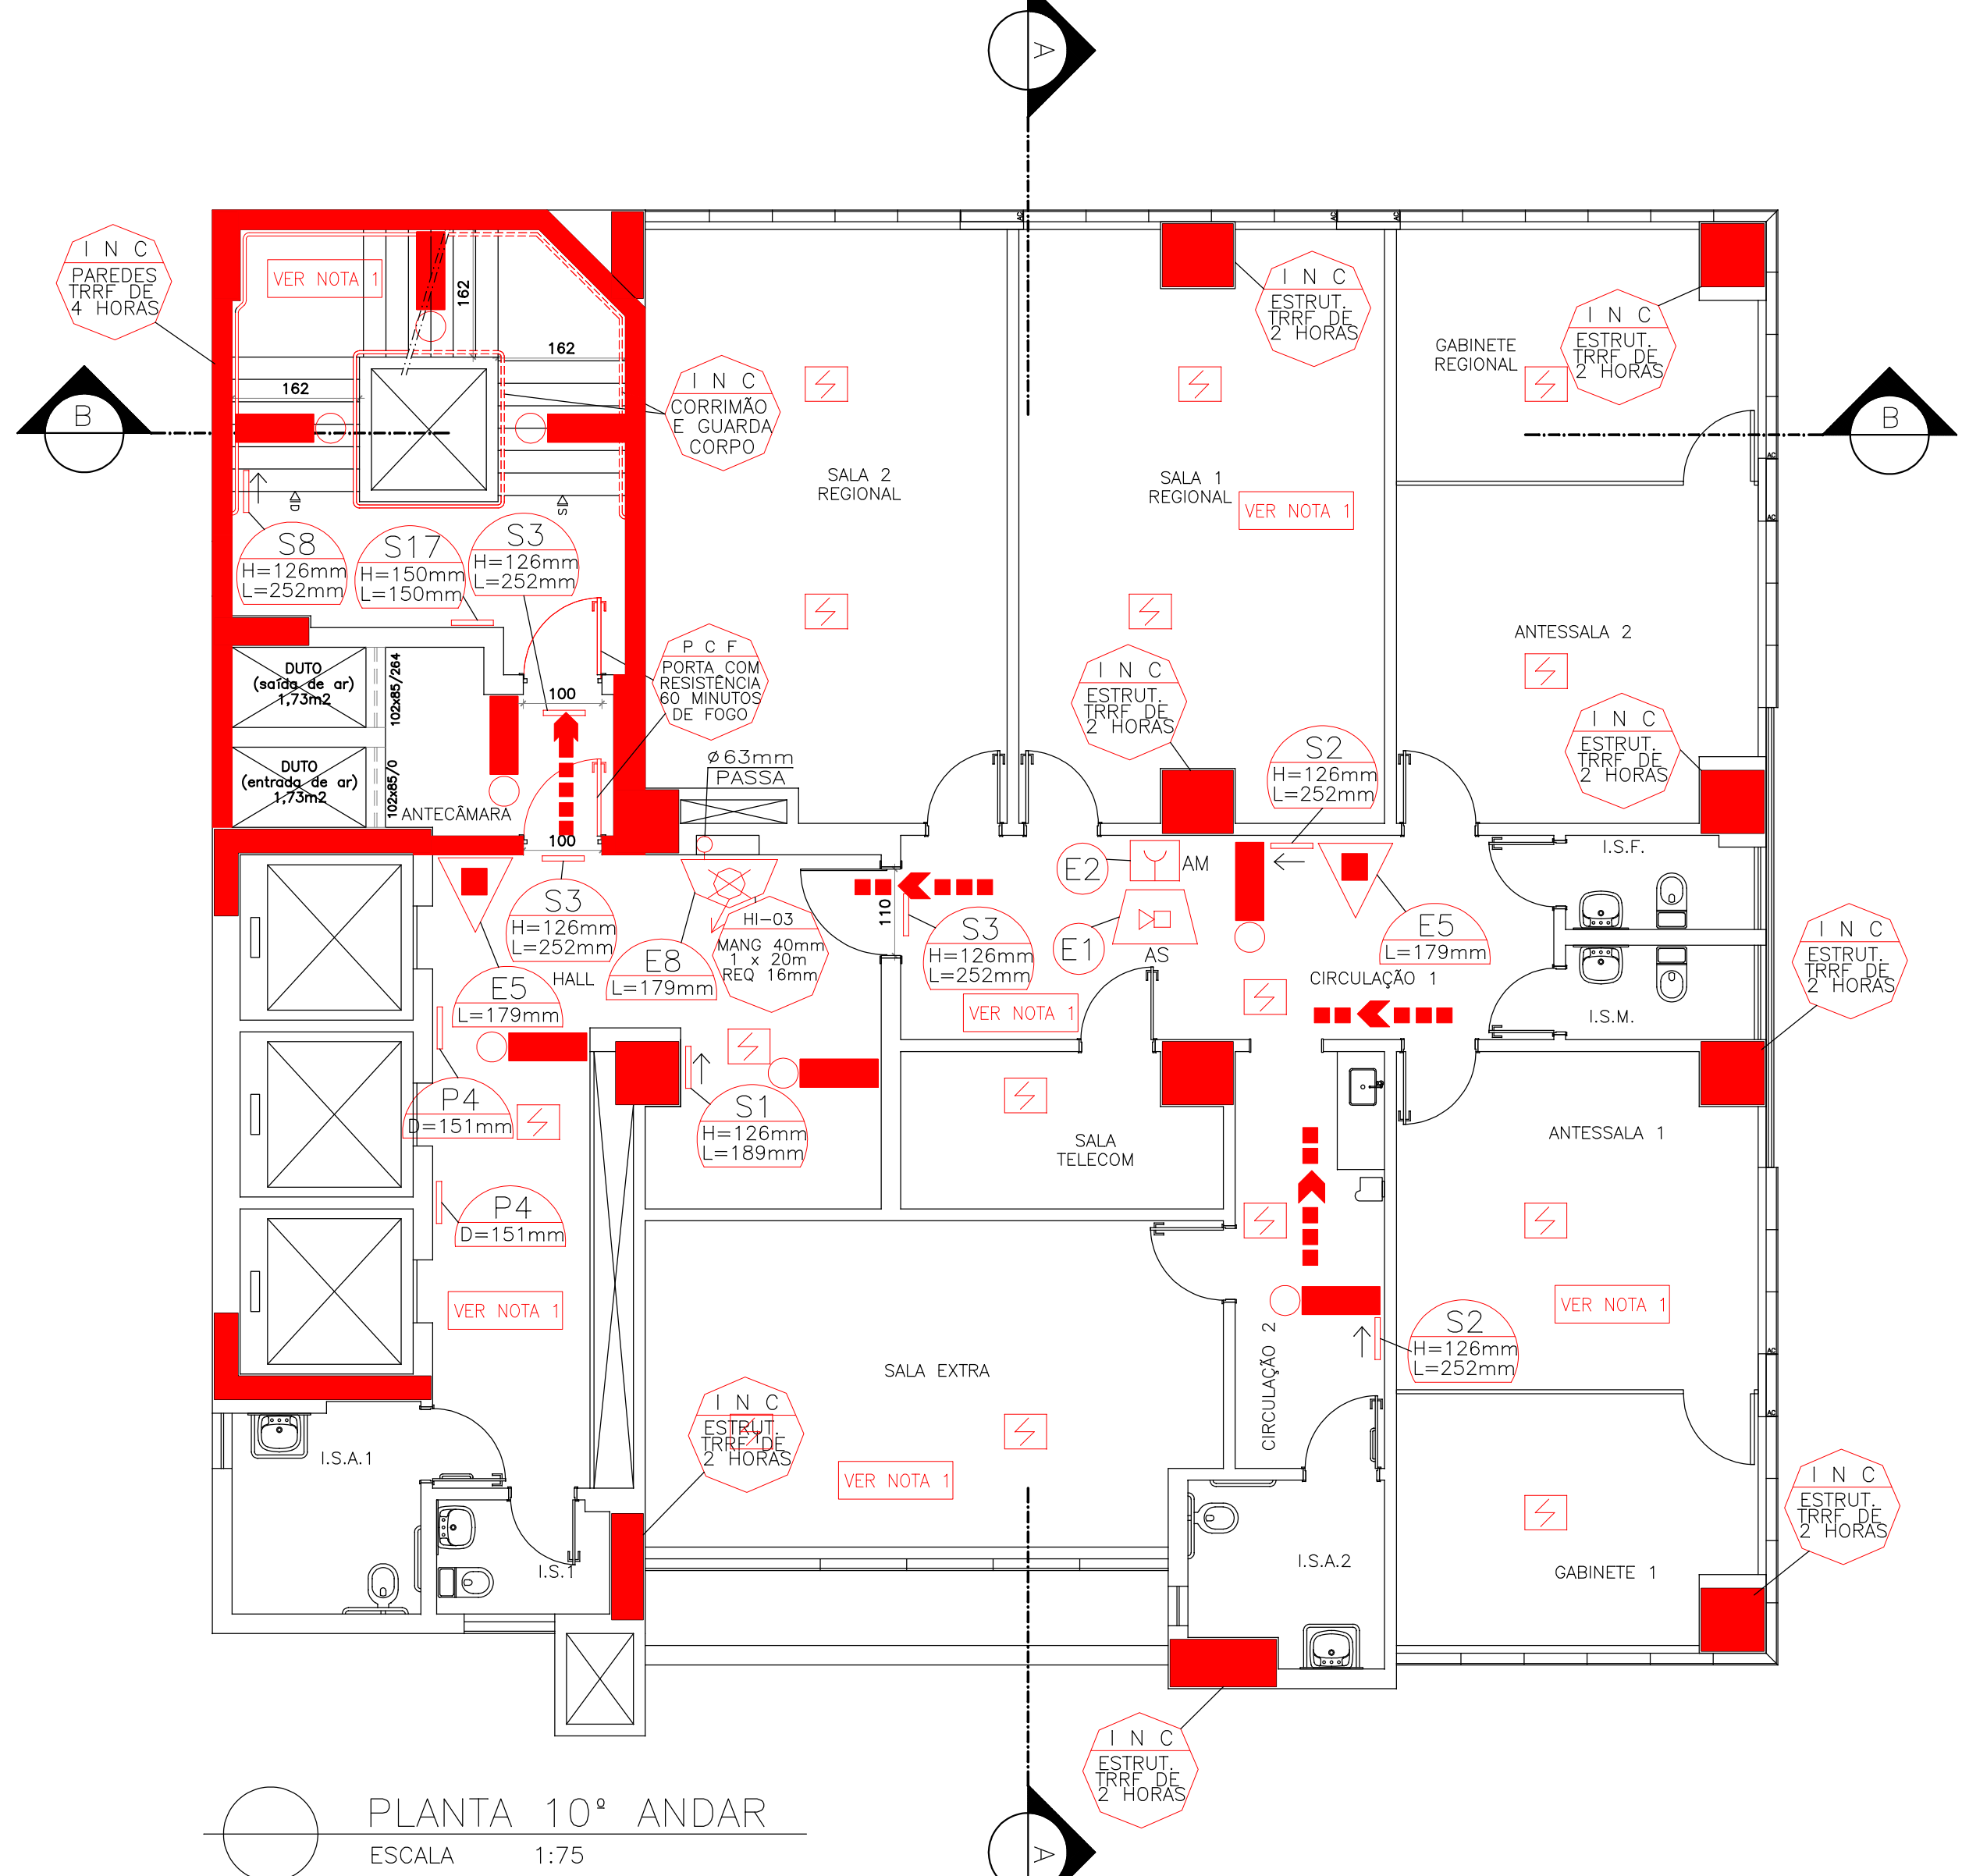 A
I N C
PAREDES
TRRF DE
4 HORAS
VER NOTA 1
162
162
162
AC
AC
AC
I N C
ESTRUT.
TRRF DE
2 HORAS
I N C
ESTRUT.
TRRF DE
2 HORAS
GABINETE
REGIONAL
I N C
CORRIMÃO
E GUARDA
CORPO
B
B
AC
SALA 2
REGIONAL
SALA 1
REGIONAL
VER NOTA 1
D
S
AC
S8
H=126mm
L=252mm
S17
H=150mm
L=150mm
S3
H=126mm
L=252mm
ANTESSALA 2
P C F
PORTA COM
RESISTÊNCIA
60 MINUTOS
DE FOGO
DUTO
(saída de ar)
1,73m2
102x85/264
100
I N C
ESTRUT.
TRRF DE
2 HORAS
I N C
ESTRUT.
TRRF DE
2 HORAS
S2
H=126mm
L=252mm
DUTO
(entrada de ar)
1,73m2
102x85/0
ANTECÂMARA
ø63mm
PASSA
100
I.S.F.
E2
AM
S3
H=126mm
L=252mm
HI-03
MANG 40mm
1 x 20m
REQ 16mm
110
S3
H=126mm
L=252mm
E1
AS
E5
L=179mm
I N C
ESTRUT.
TRRF DE
2 HORAS
E8
L=179mm
HALL
E5
L=179mm
CIRCULAÇÃO 1
VER NOTA 1
I.S.M.
P4
D=151mm
S1
H=126mm
L=189mm
SALA
TELECOM
ANTESSALA 1
P4
D=151mm
VER NOTA 1
VER NOTA 1
S2
H=126mm
L=252mm
CIRCULAÇÃO 2
AC
SALA EXTRA
I N C
ESTRUT.
TRRF DE
2 HORAS
AC
I.S.A.1
VER NOTA 1
I N C
ESTRUT.
TRRF DE
2 HORAS
I.S.1
I.S.A.2
GABINETE 1
I N C
ESTRUT.
TRRF DE
2 HORAS
PLANTA 10º ANDAR
ESCALA 1:75
A